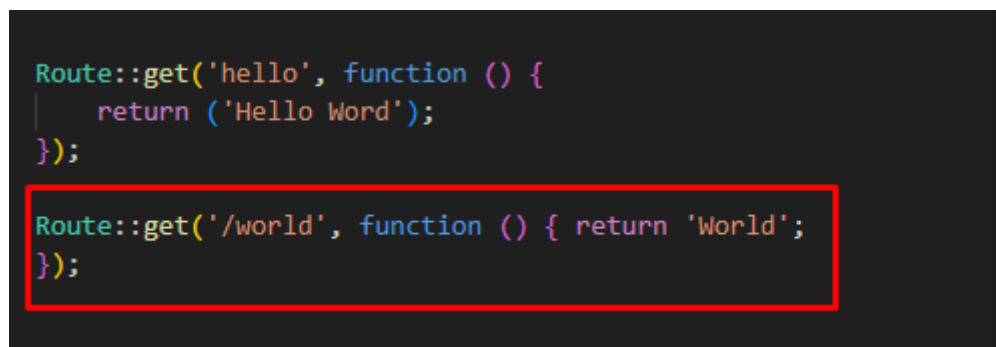 Route::get('hello', function () {
return ('Hello Word');
});
Route::get('/world', function () { return 'World';
});